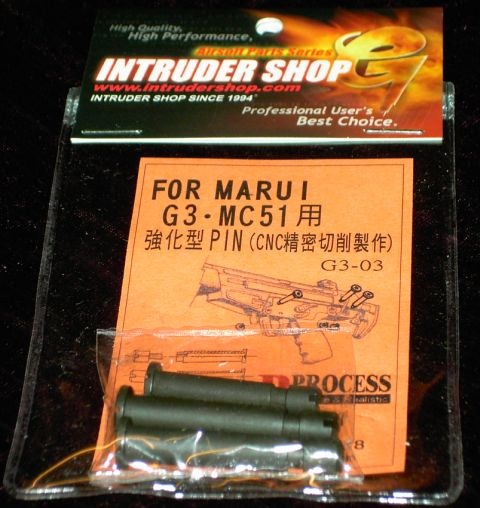 High Quality,
High Performance,
Airsoft Parts Series
INTRUDER SHOP
www.intrudershop.com
INTRUDER SHOP SINCE 1994
Professional User's
Best Choice.
FOR MARUI
G3・MC51用
強化型PIN(CNC精密切削製作)
G3-03
PROCESS
8